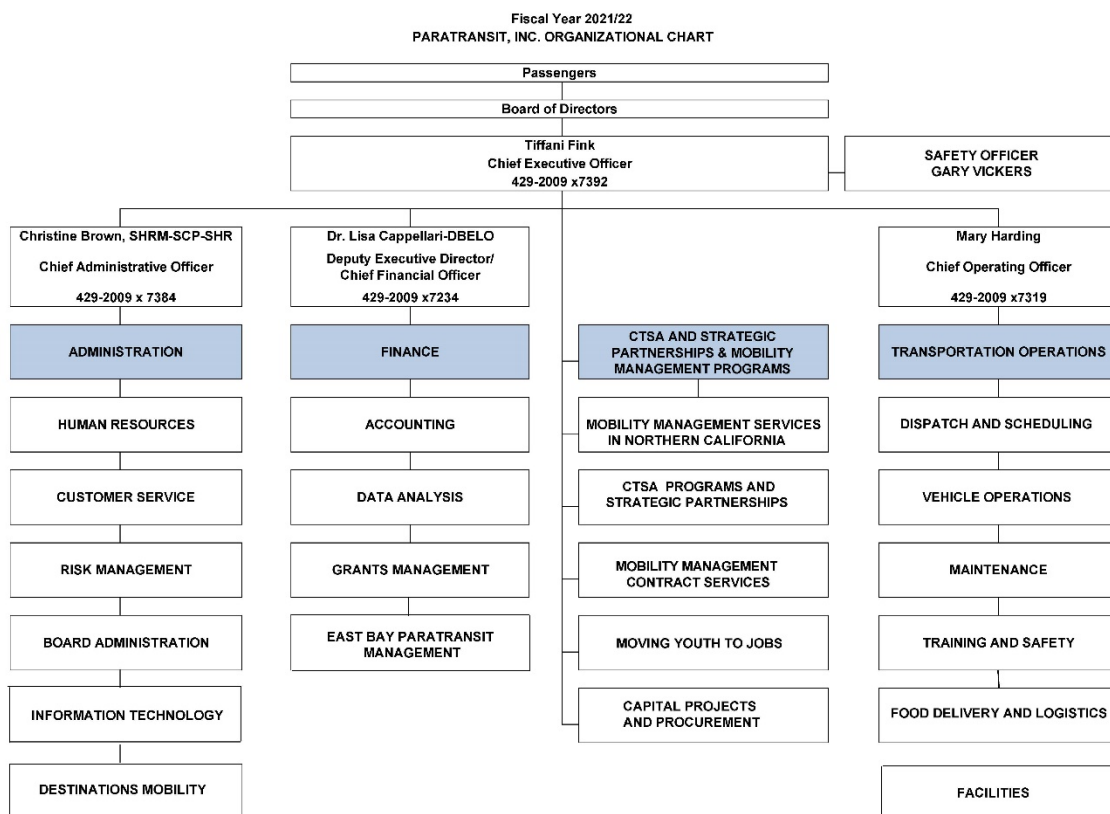 Fiscal Year 2021/22
PARATRANSIT, INC. ORGANIZATIONAL CHART
Passengers
Board of Directors
Tiffani Fink
Chief Executive Officer
429-2009 x7392
SAFETY OFFICER
GARY VICKERS
Christine Brown, SHRM-SCP-SHR
Chief Administrative Officer
429-2009 x 7384
Dr. Lisa Cappellari-DBELO
Deputy Executive Director/
Chief Financial Officer
429-2009 x7234
Mary Harding
Chief Operating Officer
429-2009 x7319
ADMINISTRATION
HUMAN RESOURCES
CUSTOMER SERVICE
RISK MANAGEMENT
BOARD ADMINISTRATION
INFORMATION TECHNOLOGY
DESTINATIONS MOBILITY
FINANCE
ACCOUNTING
DATA ANALYSIS
GRANTS MANAGEMENT
EAST BAY PARATRANSIT
MANAGEMENT
CTSA AND STRATEGIC
PARTNERSHIPS & MOBILITY
MANAGEMENT PROGRAMS
MOBILITY MANAGEMENT SERVICES
IN NORTHERN CALIFORNIA
CTSA PROGRAMS AND
STRATEGIC PARTNERSHIPS
MOBILITY MANAGEMENT
CONTRACT SERVICES
MOVING YOUTH TO JOBS
CAPITAL PROJECTS
AND PROCUREMENT
TRANSPORTATION OPERATIONS
DISPATCH AND SCHEDULING
VEHICLE OPERATIONS
MAINTENANCE
TRAINING AND SAFETY
FOOD DELIVERY AND LOGISTICS
FACILITIES